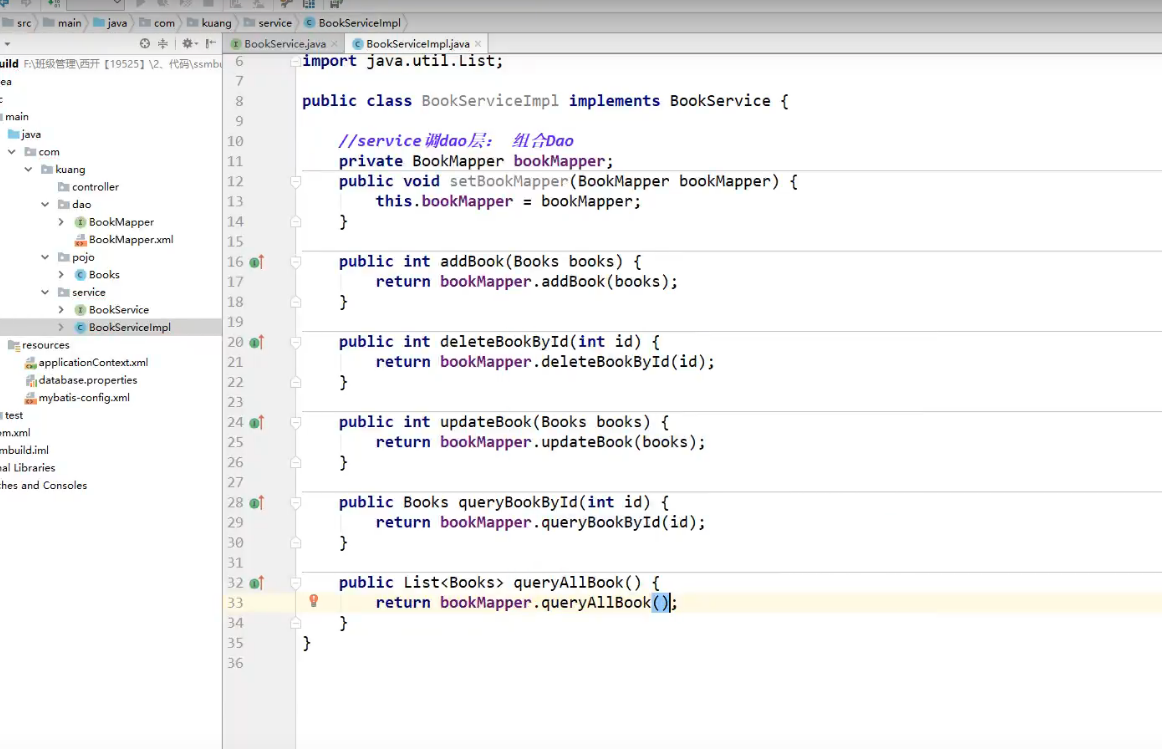 src main java com kuang service BookServiceImpl
BookService.java BookServiceImpl.java
uild F:\班级管理\西开【19525】\2、代码\ssmbu
ea
c
main
java
com
kuang
controller
dao
BookMapper
BookMapper.xml
pojo
Books
service
BookService
BookServiceImpl
resources
applicationContext.xml
database.properties
mybatis-config.xml
test
om.xml
mbuild.iml
nal Libraries
ches and Consoles
6 import java.util.List;
7
8 public class BookServiceImpl implements BookService {
9
10 //service调dao层： 组合Dao
11 private BookMapper bookMapper;
12 public void setBookMapper(BookMapper bookMapper) {
13 this.bookMapper = bookMapper;
14 }
15
16 public int addBook(Books books) {
17 return bookMapper.addBook(books);
18 }
19
20 public int deleteBookById(int id) {
21 return bookMapper.deleteBookById(id);
22 }
23
24 public int updateBook(Books books) {
25 return bookMapper.updateBook(books);
26 }
27
28 public Books queryBookById(int id) {
29 return bookMapper.queryBookById(id);
30 }
31
32 public List<Books> queryAllBook() {
33 return bookMapper.queryAllBook();
34 }
35 }
36